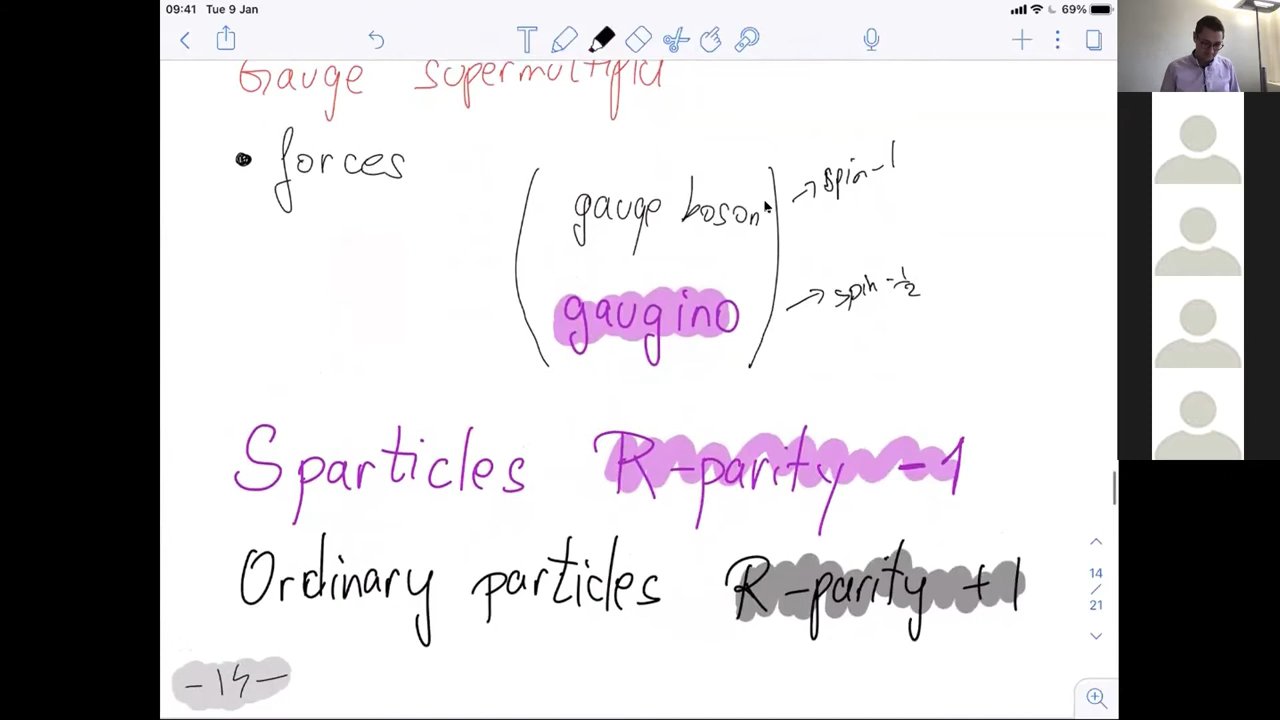 09:41 Tue 9 Jan 69%
Gauge supermultiplet
• forces
gauge boson → spin-1
gaugino → spin-1/2
Sparticles R-parity -1
Ordinary particles R-parity +1
14
/
21
-14-